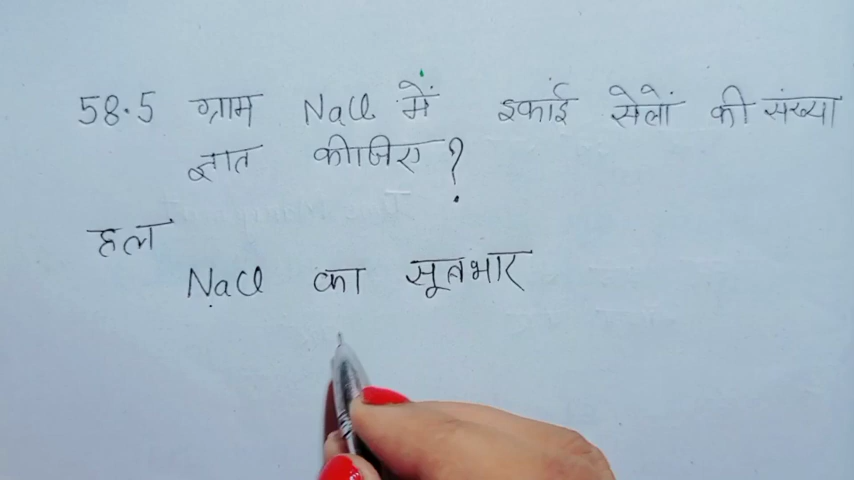 58.5 ग्राम NaCl में इकाई सेलों की संख्या
ज्ञात कीजिए?
हल
NaCl का सूत्रभार